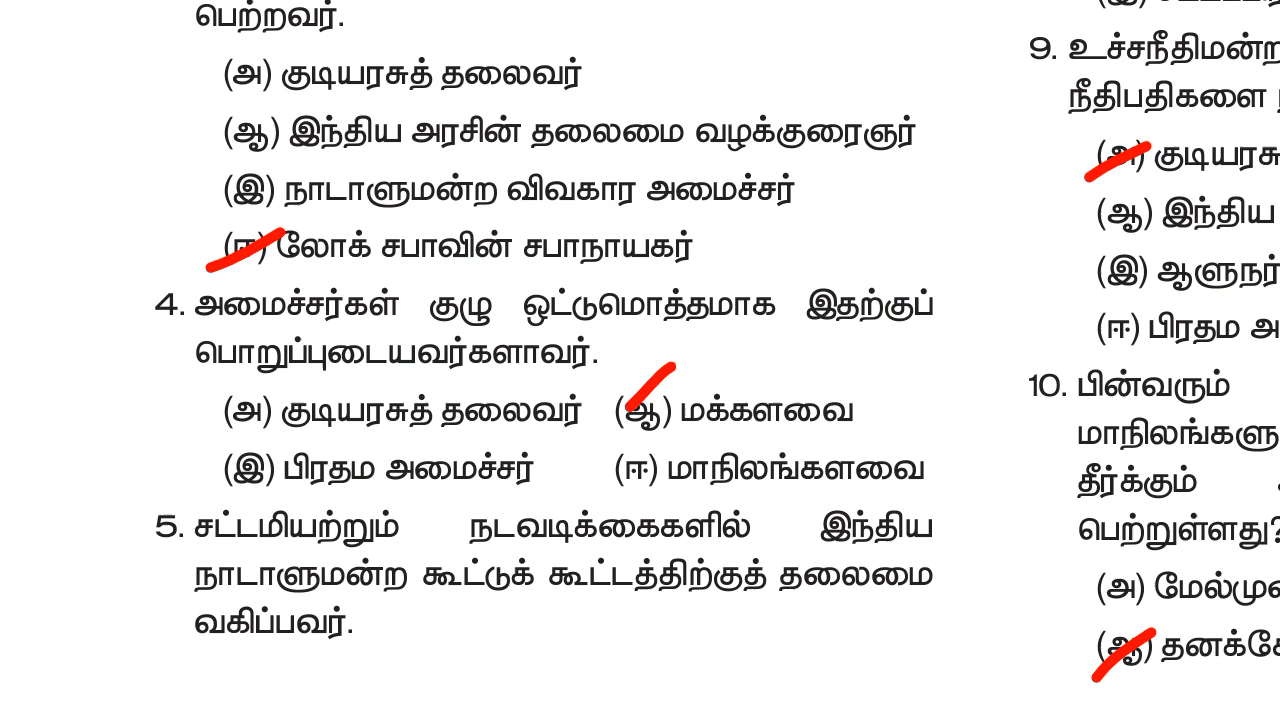 பெற்றவர்.
(அ) குடியரசுத் தலைவர்
(ஆ) இந்திய அரசின் தலைமை வழக்குரைஞர்
(இ) நாடாளுமன்ற விவகார அமைச்சர்
(ஈ) லோக் சபாவின் சபாநாயகர்
4. அமைச்சர்கள் குழு ஒட்டுமொத்தமாக இதற்குப்
பொறுப்புடையவர்களாவர்.
(அ) குடியரசுத் தலைவர் (ஆ) மக்களவை
(இ) பிரதம அமைச்சர் (ஈ) மாநிலங்களவை
5. சட்டமியற்றும் நடவடிக்கைகளில் இந்திய
நாடாளுமன்ற கூட்டுக் கூட்டத்திற்குத் தலைமை
வகிப்பவர்.
9. உச்சநீதிமன்ற
நீதிபதிகளை
(அ) குடியரசு
(ஆ) இந்திய
(இ) ஆளுநர்
(ஈ) பிரதம அ
10. பின்வரும்
மாநிலங்களு
தீர்க்கும்
பெற்றுள்ளது?
(அ) மேல்மு
(ஆ) தனக்கே